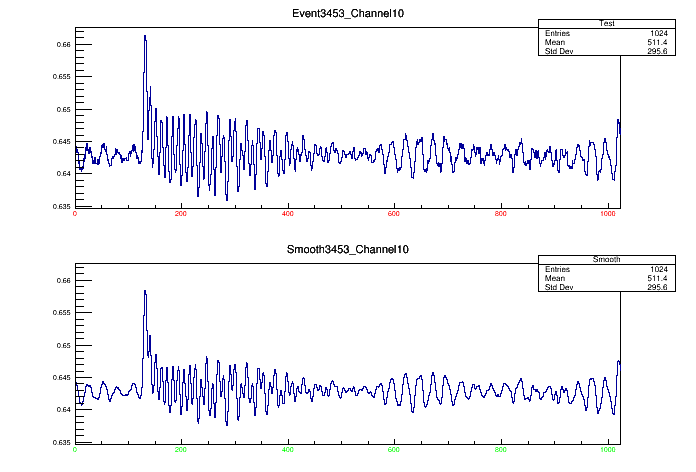 Event3453_Channel10
Test
Entries 1024
Mean 511.4
Std Dev 295.6
0.66
0.655
0.65
0.645
0.64
0.635
0 200 400 600 800 1000
Smooth3453_Channel10
Smooth
Entries 1024
Mean 511.4
Std Dev 295.6
0.66
0.655
0.65
0.645
0.64
0.635
0 200 400 600 800 1000